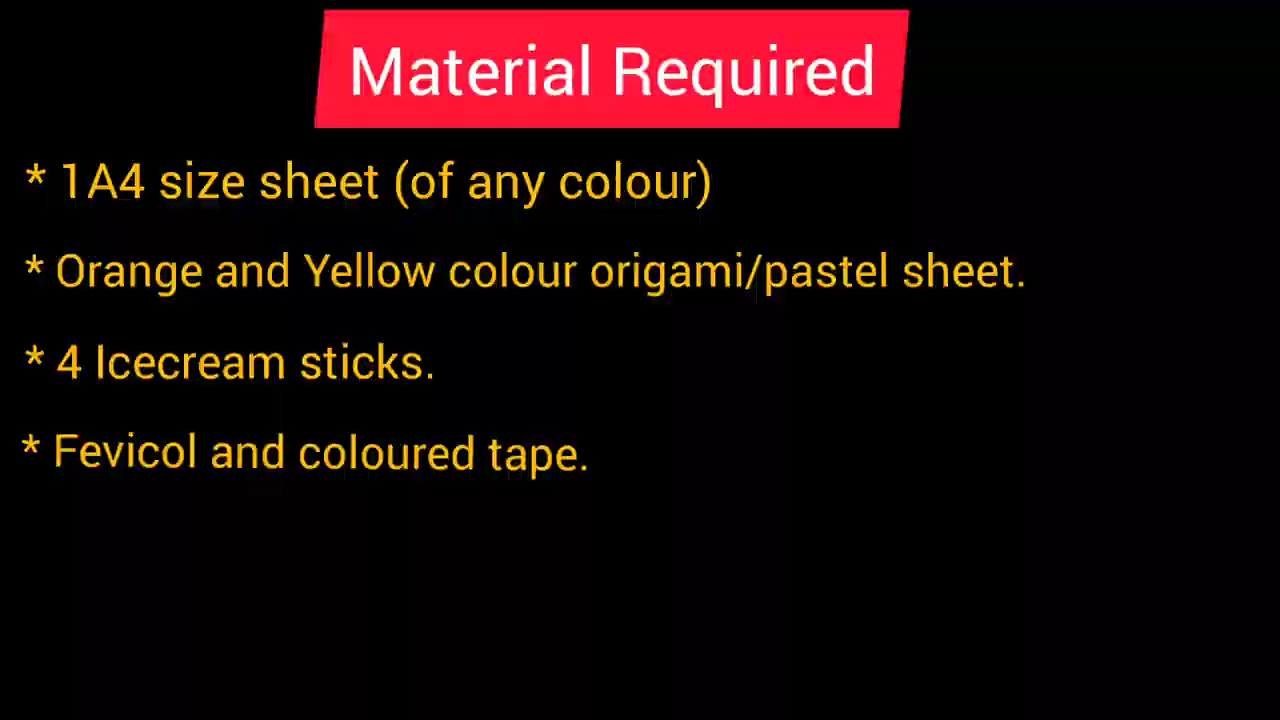 Material Required
* 1A4 size sheet (of any colour)
* Orange and Yellow colour origami/pastel sheet.
* 4 Icecream sticks.
* Fevicol and coloured tape.